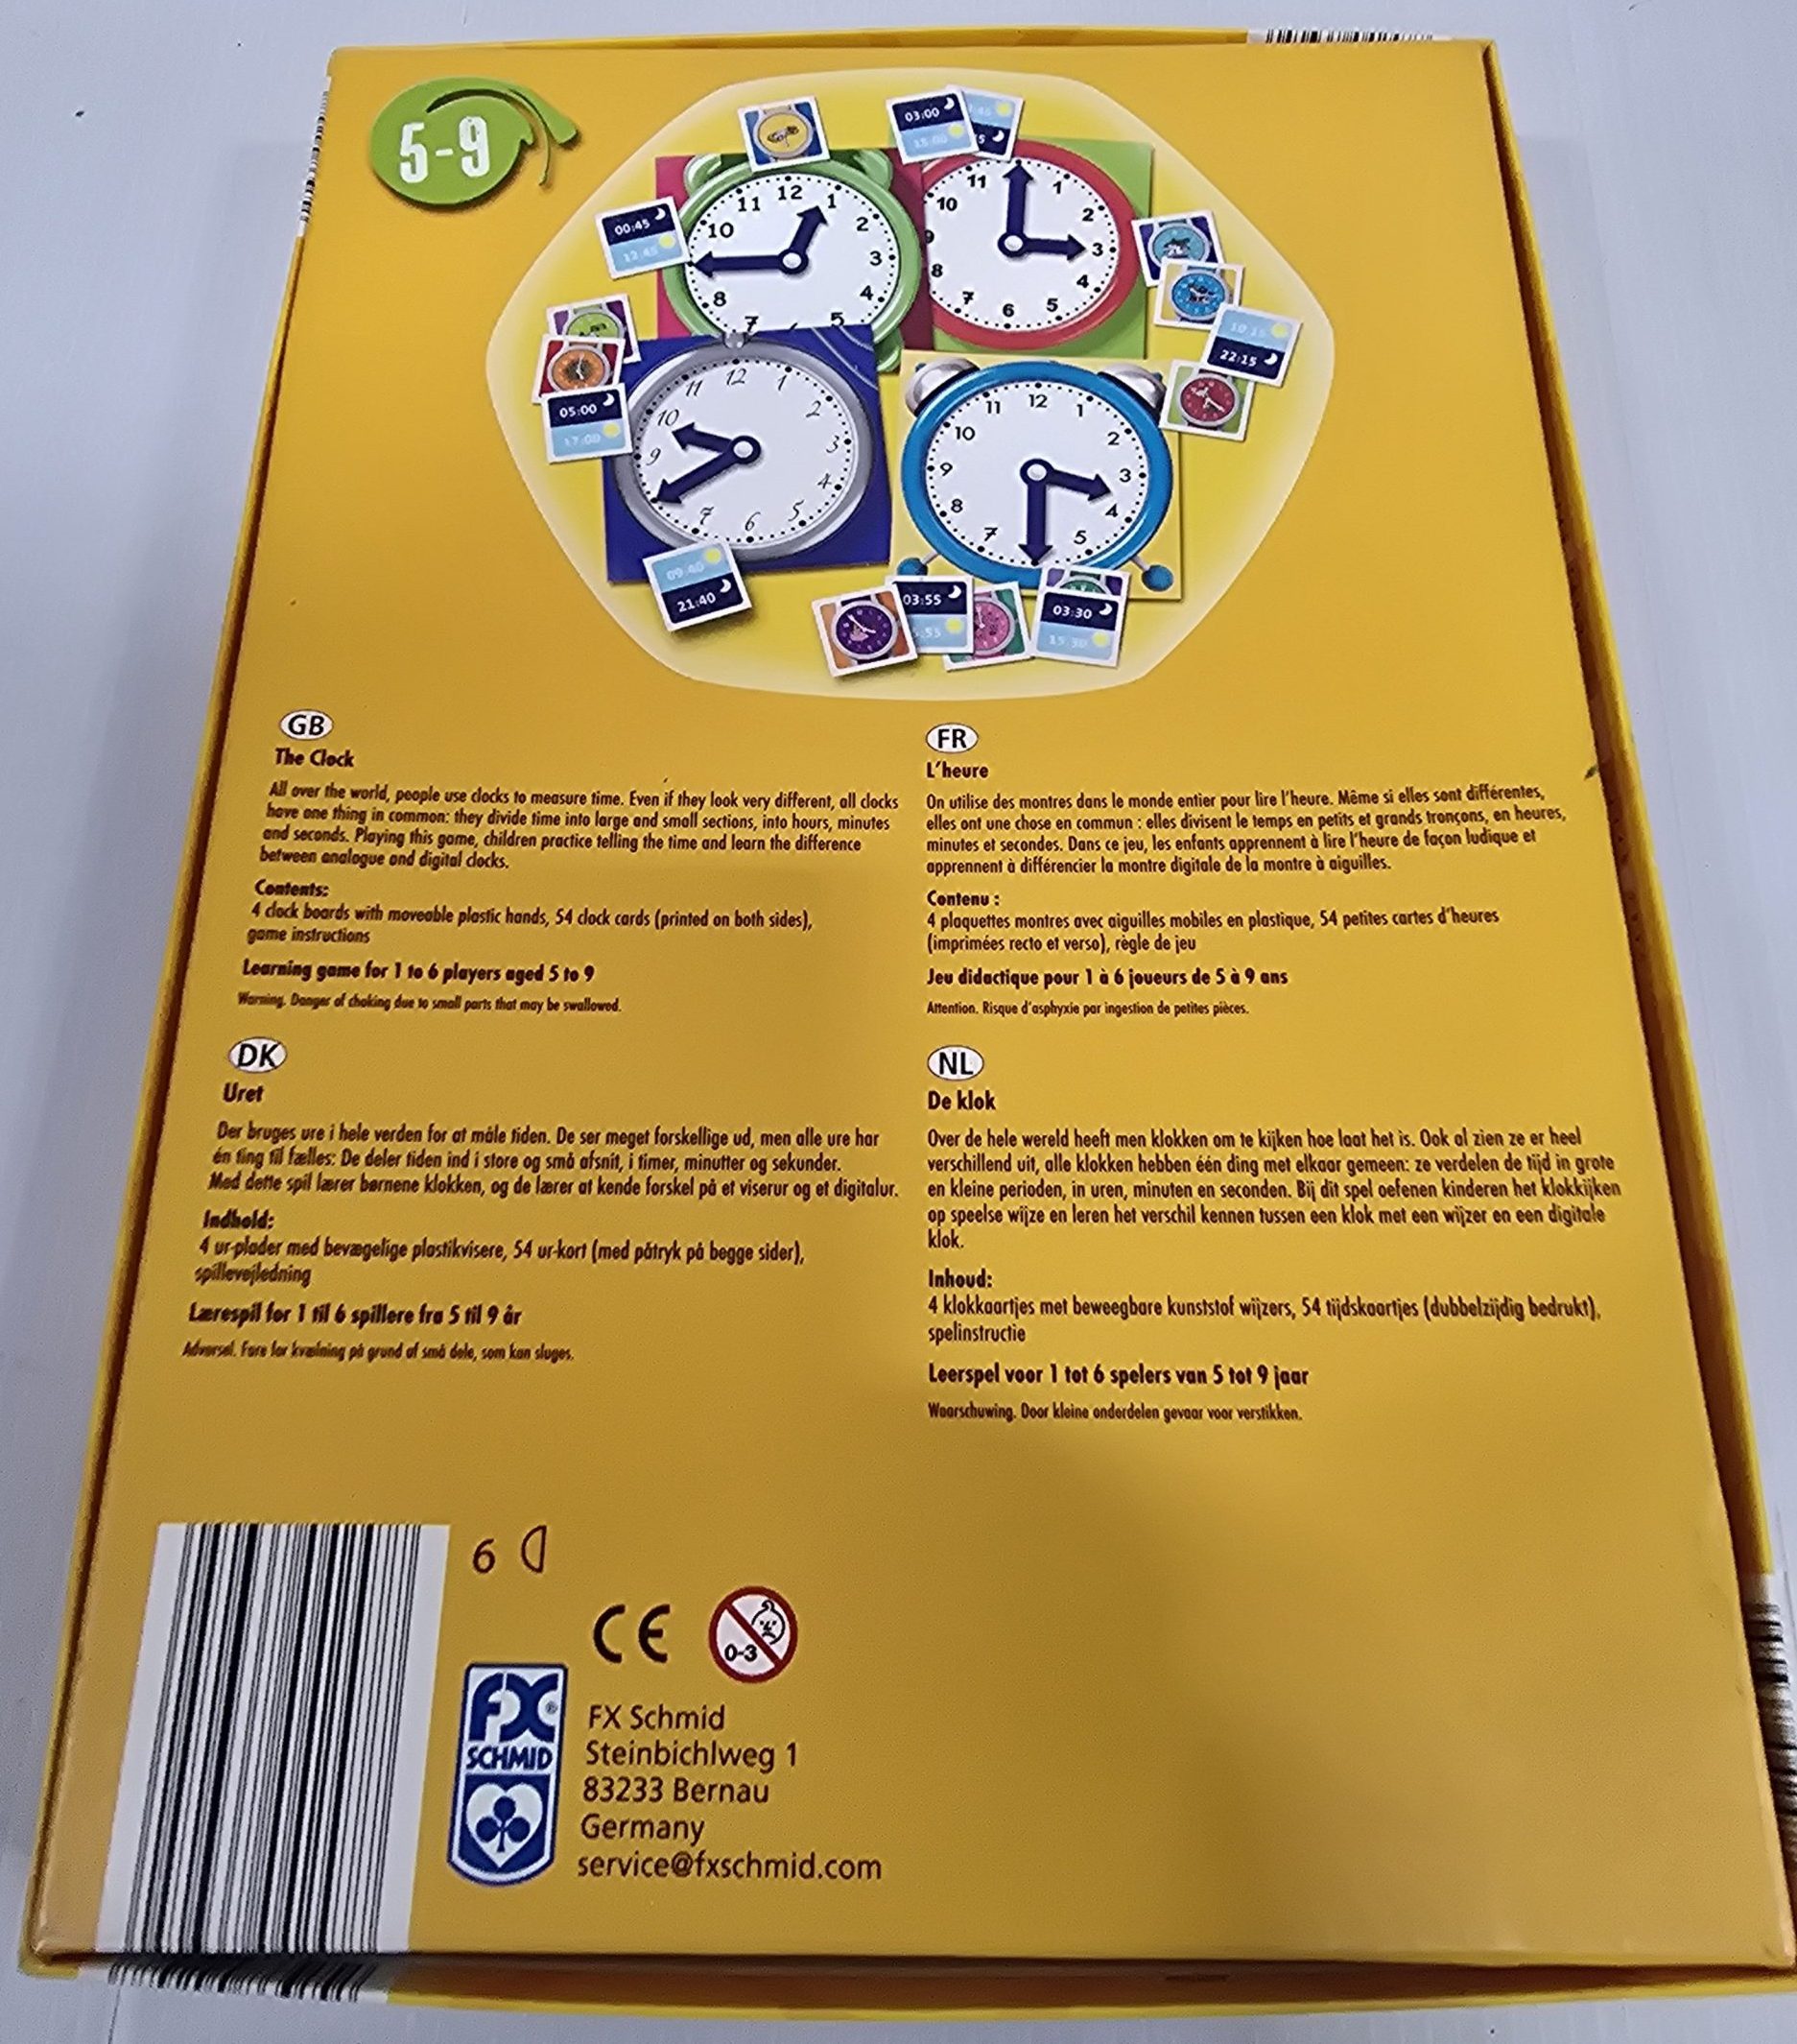 5-9
03:00
15:00
00:45
12:45
11 12 1
10 2
3
8 4
7 5
11 1
10 2
9 3
8 4
7 6 5
10:15
22:15
05:00
17:00
11 12 1
10 2
9 3
4
7 6 5
11 12 1
10 2
9 3
8 4
7 5
09:40
21:40
03:55
03:30
15:30
GB
The Clock
All over the world, people use clocks to measure time. Even if they look very different, all clocks
have one thing in common: they divide time into large and small sections, into hours, minutes
and seconds. Playing this game, children practice telling the time and learn the difference
between analogue and digital clocks.
Contents:
4 clock boards with moveable plastic hands, 54 clock cards (printed on both sides),
game instructions
Learning game for 1 to 6 players aged 5 to 9
Warning. Danger of choking due to small parts that may be swallowed.
FR
L'heure
On utilise des montres dans le monde entier pour lire l'heure. Même si elles sont différentes,
elles ont une chose en commun : elles divisent le temps en petits et grands tronçons, en heures,
minutes et secondes. Dans ce jeu, les enfants apprennent à lire l'heure de façon ludique et
apprennent à différencier la montre digitale de la montre à aiguilles.
Contenu :
4 plaquettes montres avec aiguilles mobiles en plastique, 54 petites cartes d'heures
(imprimées recto et verso), règle de jeu
Jeu didactique pour 1 à 6 joueurs de 5 à 9 ans
Attention. Risque d'asphyxie par ingestion de petites pièces.
DK
Uret
Der bruges ure i hele verden for at måle tiden. De ser meget forskellige ud, men alle ure har
én ting til fælles: De deler tiden ind i store og små afsnit, i timer, minutter og sekunder.
Med dette spil lærer børnene klokken, og de lærer at kende forskel på et viserur og et digitalur.
Indhold:
4 ur-plader med bevægelige plastikvisere, 54 ur-kort (med påtryk på begge sider),
spillevejledning
Lærespil for 1 til 6 spillere fra 5 til 9 år
Advarsel. Fare for kvælning på grund af små dele, som kan sluges.
NL
De klok
Over de hele wereld heeft men klokken om te kijken hoe laat het is. Ook al zien ze er heel
verschillend uit, alle klokken hebben één ding met elkaar gemeen: ze verdelen de tijd in grote
en kleine perioden, in uren, minuten en seconden. Bij dit spel oefenen kinderen het klokkijken
op speelse wijze en leren het verschil kennen tussen een klok met een wijzer en een digitale
klok.
Inhoud:
4 klokkaartjes met beweegbare kunststof wijzers, 54 tijdskaartjes (dubbelzijdig bedrukt),
spelinstructie
Leerspel voor 1 tot 6 spelers van 5 tot 9 jaar
Waarschuwing. Door kleine onderdelen gevaar voor verstikken.
6
CE
0-3
FX®
SCHMID
FX Schmid
Steinbichlweg 1
83233 Bernau
Germany
service@fxschmid.com